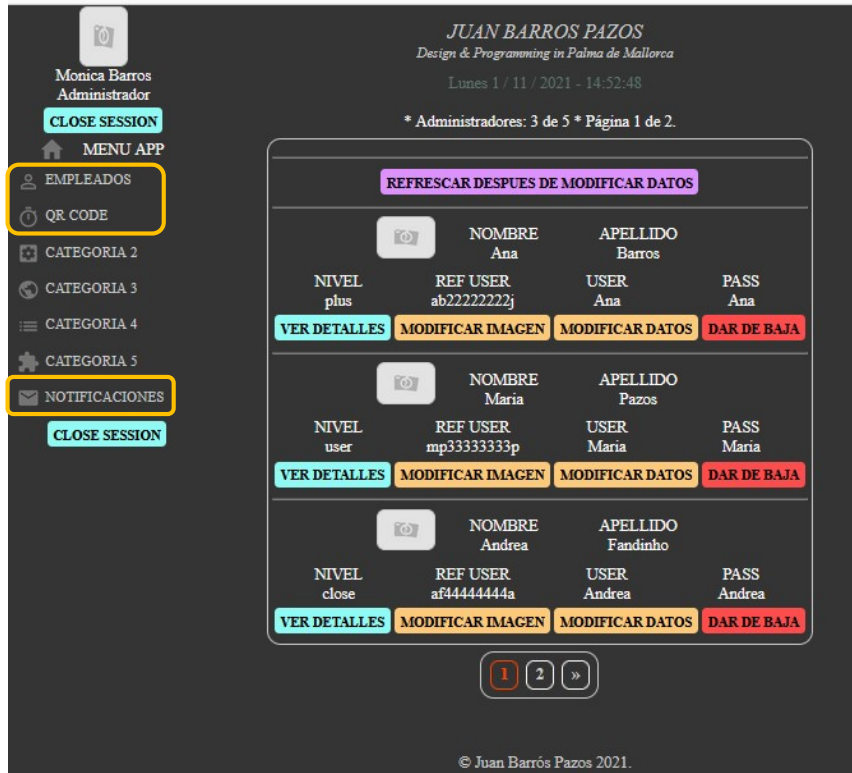 Monica Barros
Administrador
CLOSE SESSION
MENU APP
EMPLEADOS
QR CODE
CATEGORIA 2
CATEGORIA 3
CATEGORIA 4
CATEGORIA 5
NOTIFICACIONES
CLOSE SESSION
JUAN BARROS PAZOS
Design & Programming in Palma de Mallorca
Lunes 1 / 11 / 2021 - 14:52:48
* Administradores: 3 de 5 * Página 1 de 2.
REFRESCAR DESPUES DE MODIFICAR DATOS
NOMBRE APELLIDO
Ana Barros
NIVEL REF USER USER PASS
plus ab22222222j Ana Ana
VER DETALLES MODIFICAR IMAGEN MODIFICAR DATOS DAR DE BAJA
NOMBRE APELLIDO
Maria Pazos
NIVEL REF USER USER PASS
user mp33333333p Maria Maria
VER DETALLES MODIFICAR IMAGEN MODIFICAR DATOS DAR DE BAJA
NOMBRE APELLIDO
Andrea Fandinho
NIVEL REF USER USER PASS
close af44444444a Andrea Andrea
VER DETALLES MODIFICAR IMAGEN MODIFICAR DATOS DAR DE BAJA
1 2 »
© Juan Barrós Pazos 2021.